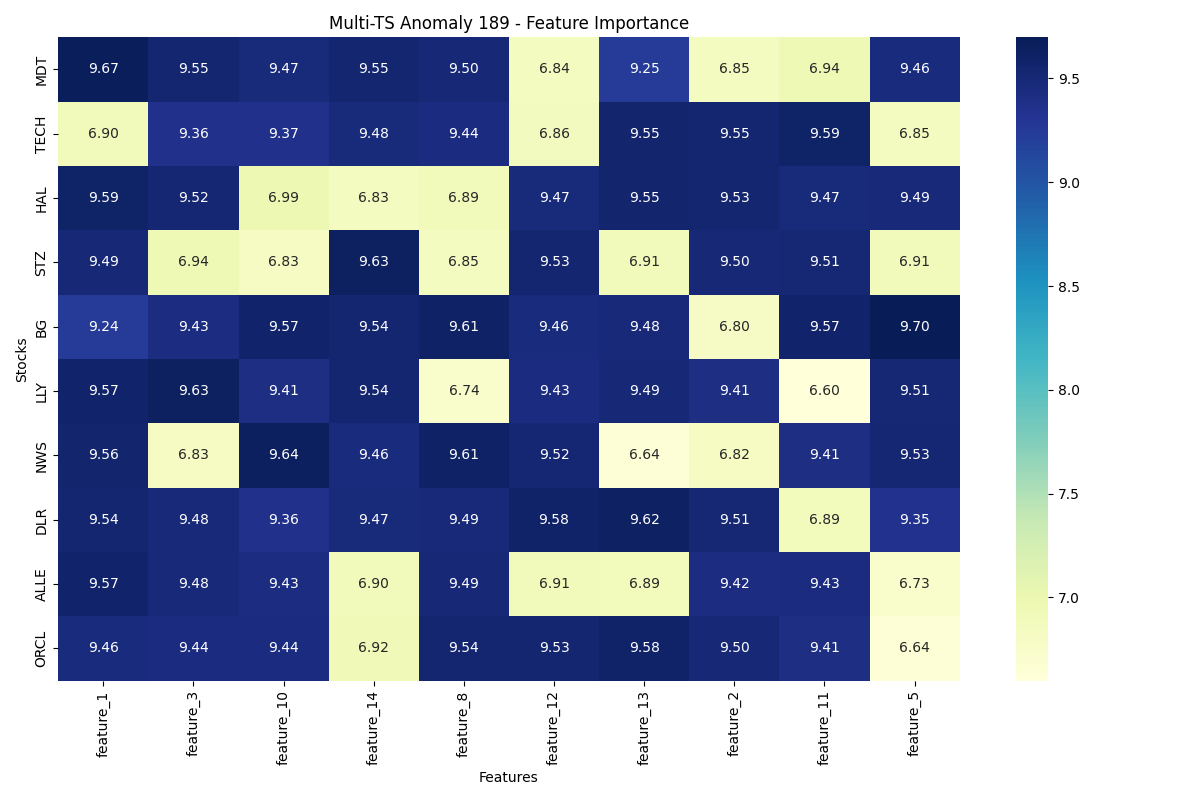 Multi-TS Anomaly 189 - Feature Importance
MDT 9.67 9.55 9.47 9.55 9.50 6.84 9.25 6.85 6.94 9.46
TECH 6.90 9.36 9.37 9.48 9.44 6.86 9.55 9.55 9.59 6.85
HAL 9.59 9.52 6.99 6.83 6.89 9.47 9.55 9.53 9.47 9.49
STZ 9.49 6.94 6.83 9.63 6.85 9.53 6.91 9.50 9.51 6.91
BG 9.24 9.43 9.57 9.54 9.61 9.46 9.48 6.80 9.57 9.70
LLY 9.57 9.63 9.41 9.54 6.74 9.43 9.49 9.41 6.60 9.51
NWS 9.56 6.83 9.64 9.46 9.61 9.52 6.64 6.82 9.41 9.53
DLR 9.54 9.48 9.36 9.47 9.49 9.58 9.62 9.51 6.89 9.35
ALLE 9.57 9.48 9.43 6.90 9.49 6.91 6.89 9.42 9.43 6.73
ORCL 9.46 9.44 9.44 6.92 9.54 9.53 9.58 9.50 9.41 6.64
Stocks
feature_1 feature_3 feature_10 feature_14 feature_8 feature_12 feature_13 feature_2 feature_11 feature_5
Features
9.5
9.0
8.5
8.0
7.5
7.0